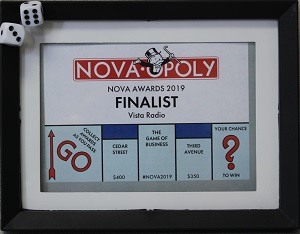 NOVA-OPOLY
NOVA AWARDS 2019
FINALIST
Vista Radio
COLLECT
AWARDS
AS YOU PASS
GO
CEDAR
STREET
$400
THE
GAME OF
BUSINESS
#NOVA2019
THIRD
AVENUE
$350
YOUR CHANCE
?
TO WIN